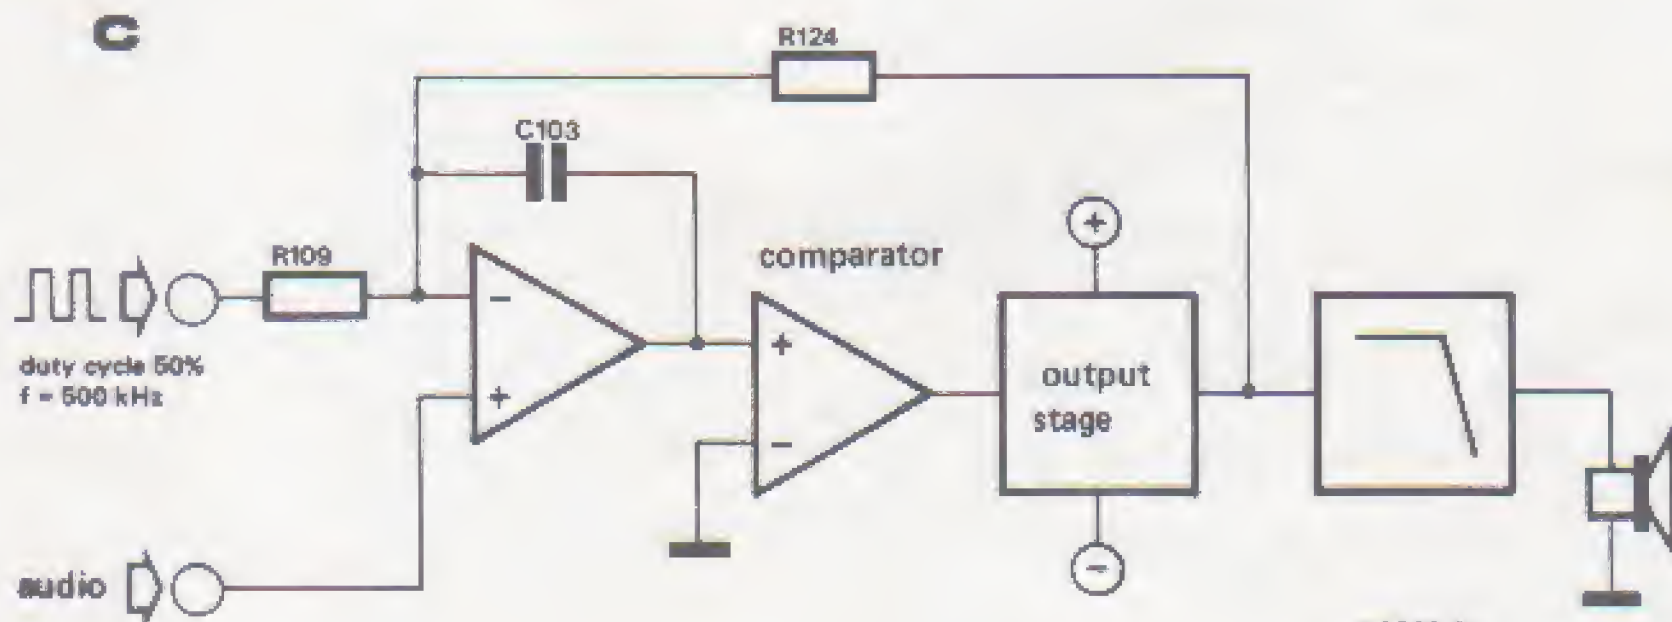 C
R124
C103
R109
comparator
duty cycle 50%
f = 500 kHz
output
stage
audio
+
−
+
−
+
−